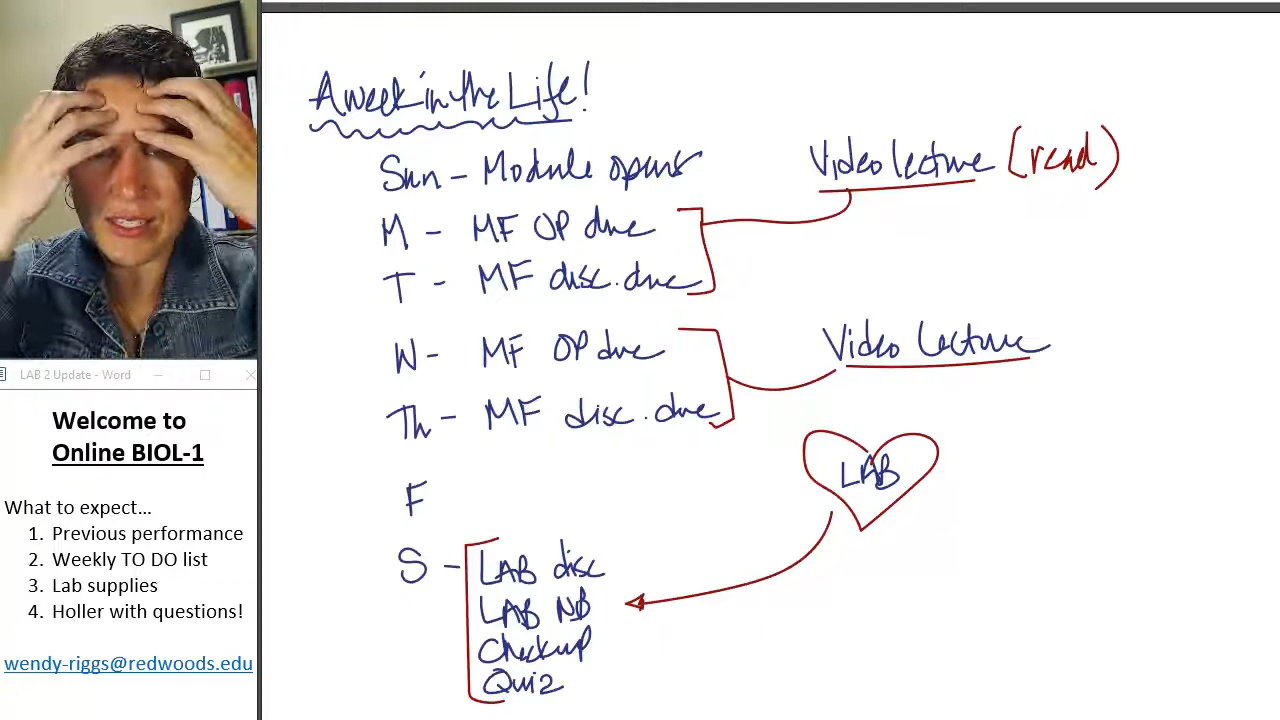 A week in the Life!
Sun - Module opens
Video lecture (read)
M - MF OP due
T - MF disc. due
W - MF OP due
Video Lecture
Th - MF disc. due
LAB
F
S - LAB disc
LAB NB
Checkup
Quiz
LAB 2 Update - Word
Welcome to
Online BIOL-1
What to expect...
1. Previous performance
2. Weekly TO DO list
3. Lab supplies
4. Holler with questions!
wendy-riggs@redwoods.edu